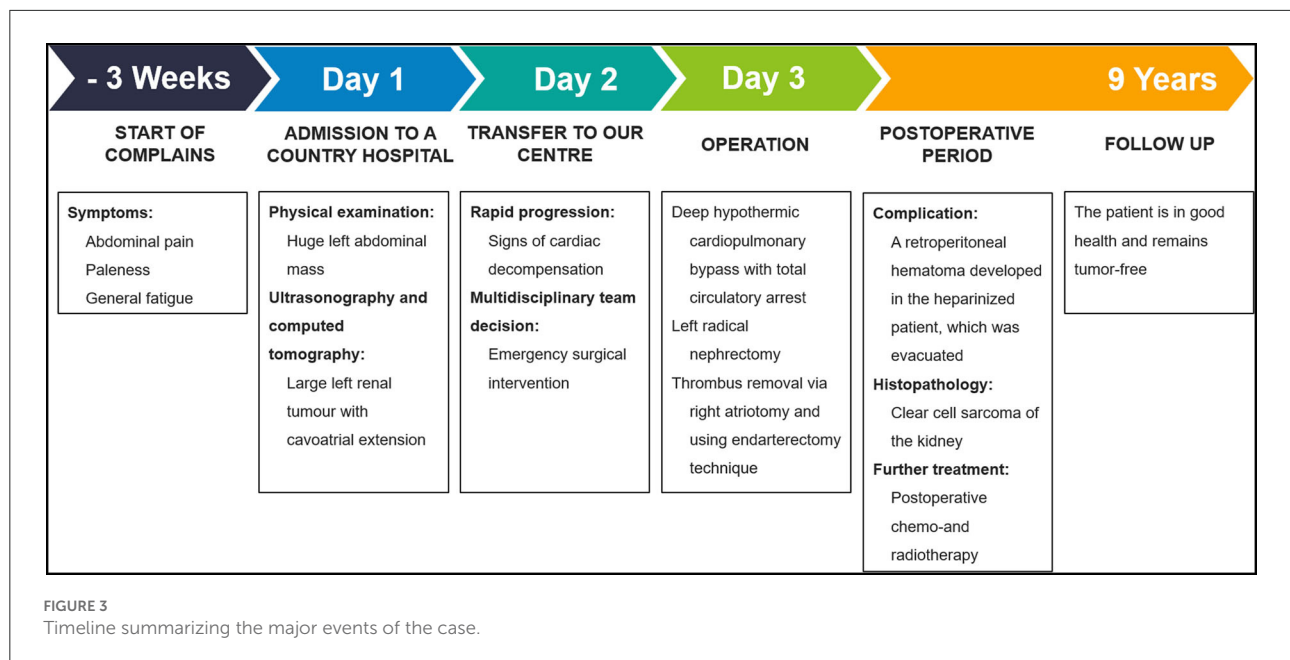 - 3 Weeks
Day 1
Day 2
Day 3
9 Years
START OF
COMPLAINS
ADMISSION TO A
COUNTRY HOSPITAL
TRANSFER TO OUR
CENTRE
OPERATION
POSTOPERATIVE
PERIOD
FOLLOW UP
Symptoms:
Abdominal pain
Paleness
General fatigue
Physical examination:
Huge left abdominal
mass
Ultrasonography and
computed
tomography:
Large left renal
tumour with
cavoatrial extension
Rapid progression:
Signs of cardiac
decompensation
Multidisciplinary team
decision:
Emergency surgical
intervention
Deep hypothermic
cardiopulmonary
bypass with total
circulatory arrest
Left radical
nephrectomy
Thrombus removal via
right atriotomy and
using endarterectomy
technique
Complication:
A retroperitoneal
hematoma developed
in the heparinized
patient, which was
evacuated
Histopathology:
Clear cell sarcoma of
the kidney
Further treatment:
Postoperative
chemo-and
radiotherapy
The patient is in good
health and remains
tumor-free
FIGURE 3
Timeline summarizing the major events of the case.